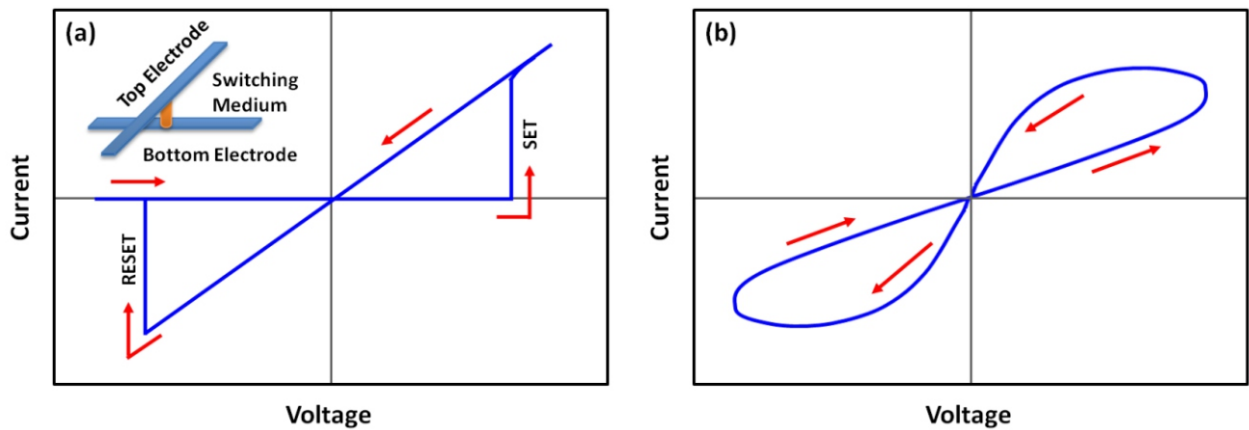 (a)
Top Electrode
Switching
Medium
Bottom Electrode
SET
RESET
Current
Voltage
(b)
Current
Voltage